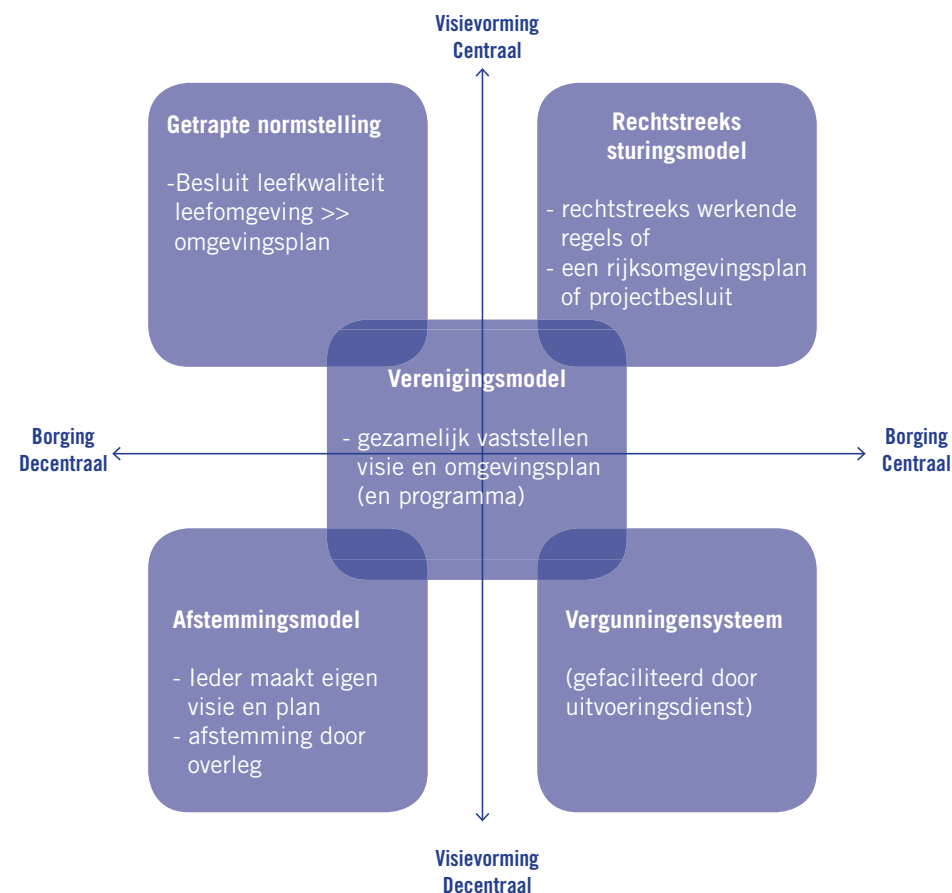 Visievorming
Centraal
Getrapte normstelling
-Besluit leefkwaliteit
leefomgeving >>
omgevingsplan
Rechtstreeks
sturingsmodel
- rechtstreeks werkende
regels of
- een rijksomgevingsplan
of projectbesluit
Verenigingsmodel
- gezamelijk vaststellen
visie en omgevingsplan
(en programma)
Borging
Decentraal
Borging
Centraal
Afstemmingsmodel
- Ieder maakt eigen
visie en plan
- afstemming door
overleg
Vergunningensysteem
(gefaciliteerd door
uitvoeringsdienst)
Visievorming
Decentraal